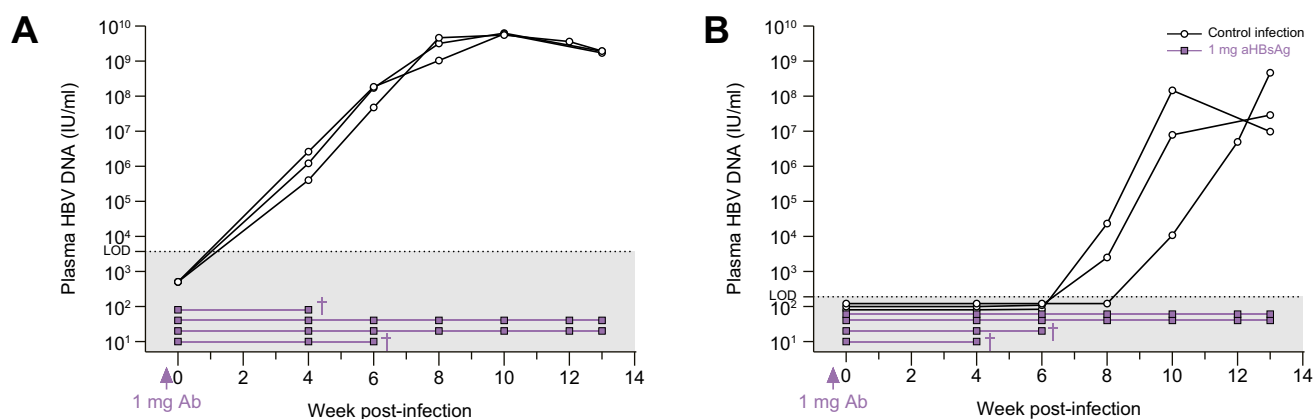 A
Plasma HBV DNA (IU/ml)
10¹⁰
10⁹
10⁸
10⁷
10⁶
10⁵
10⁴
LOD
10³
10²
10¹
†
†
0 2 4 6 8 10 12 14
1 mg Ab
Week post-infection
B
Plasma HBV DNA (IU/ml)
Control infection
1 mg aHBsAg
10¹⁰
10⁹
10⁸
10⁷
10⁶
10⁵
10⁴
10³
LOD
10²
10¹
†
†
0 2 4 6 8 10 12 14
1 mg Ab
Week post-infection